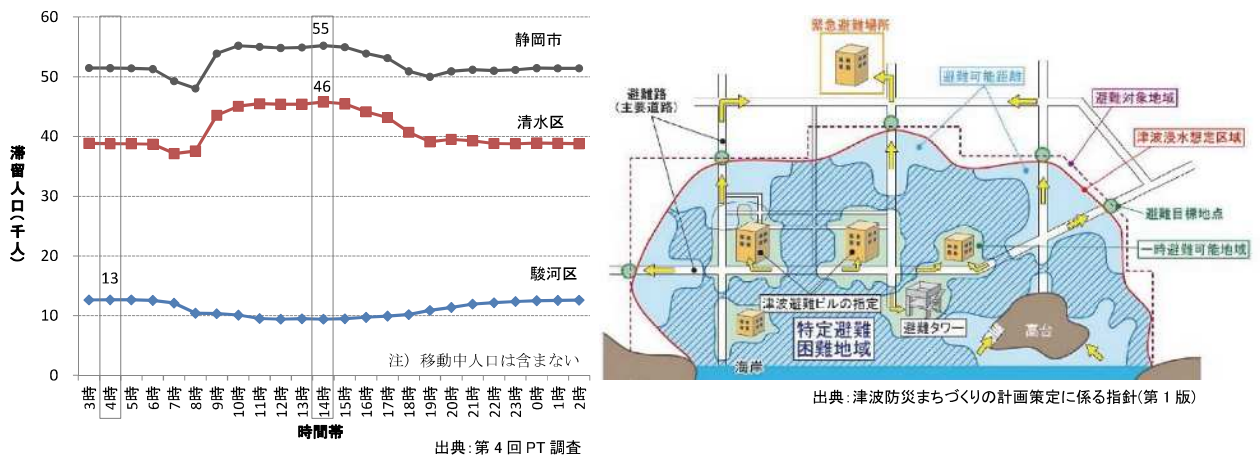 60
50
40
30
20
10
0
滞留人口(千人)
55
静岡市
46
清水区
13
駿河区
注）移動中人口は含まない
3時 4時 5時 6時 7時 8時 9時 10時 11時 12時 13時 14時 15時 16時 17時 18時 19時 20時 21時 22時 23時 0時 1時 2時
時間帯
出典：第４回 PT 調査
緊急避難場所
避難路
(主要道路)
避難可能距離
避難対象地域
津波浸水想定区域
避難目標地点
一時避難可能地域
津波避難ビルの指定
避難タワー
特定避難
困難地域
高台
海岸
出典：津波防災まちづくりの計画策定に係る指針(第１版)